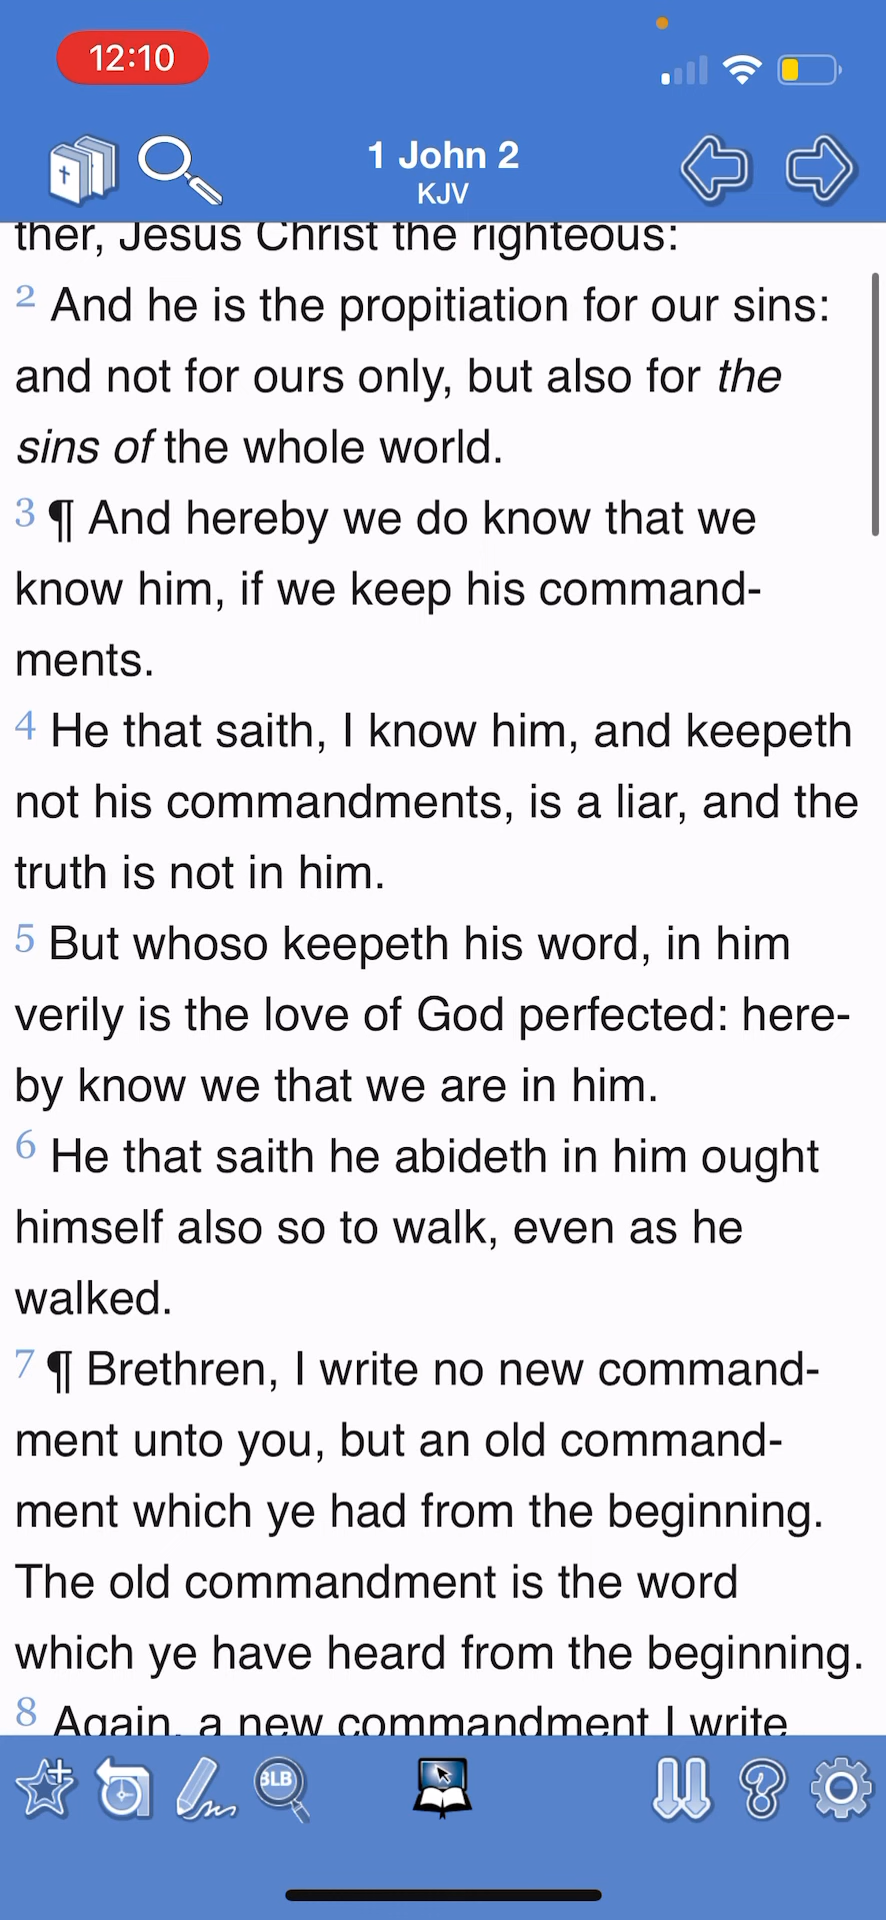 12:10
1 John 2
KJV
ther, Jesus Christ the righteous:
2 And he is the propitiation for our sins:
and not for ours only, but also for the
sins of the whole world.
3 ¶ And hereby we do know that we
know him, if we keep his command-
ments.
4 He that saith, I know him, and keepeth
not his commandments, is a liar, and the
truth is not in him.
5 But whoso keepeth his word, in him
verily is the love of God perfected: here-
by know we that we are in him.
6 He that saith he abideth in him ought
himself also so to walk, even as he
walked.
7 ¶ Brethren, I write no new command-
ment unto you, but an old command-
ment which ye had from the beginning.
The old commandment is the word
which ye have heard from the beginning.
8 Again, a new commandment I write
BLB